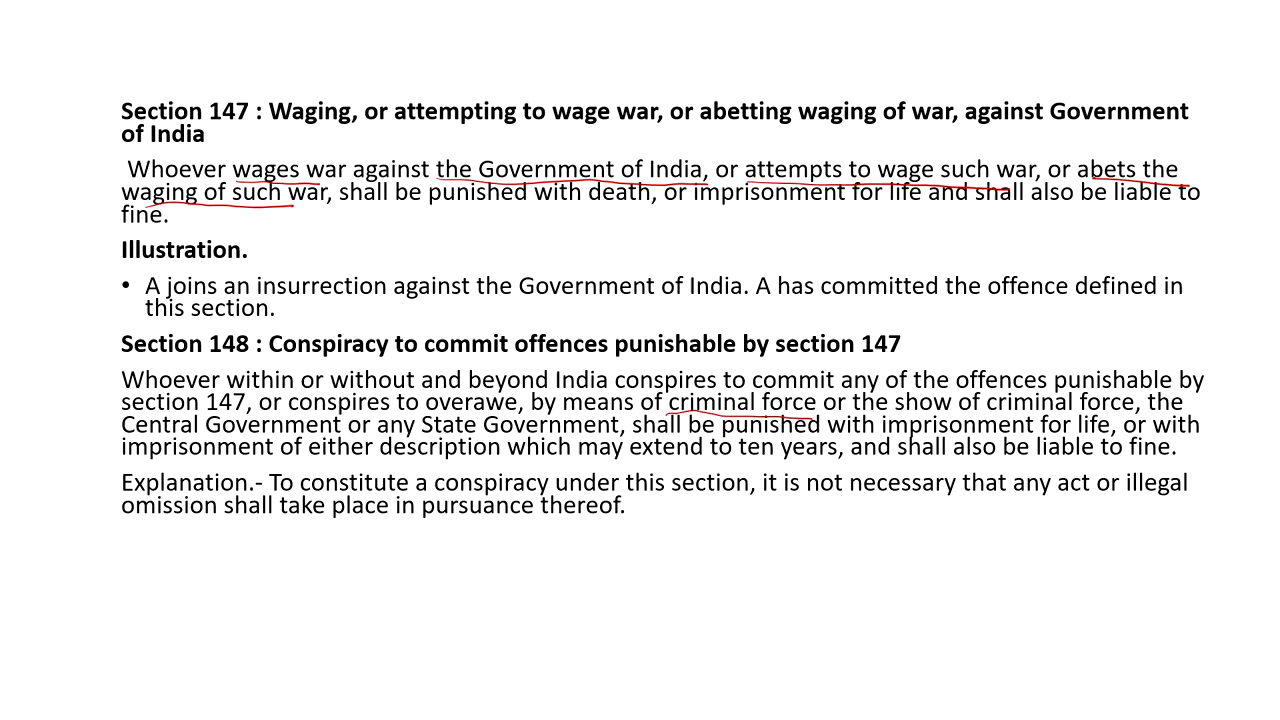 Section 147 : Waging, or attempting to wage war, or abetting waging of war, against Government
of India
Whoever wages war against the Government of India, or attempts to wage such war, or abets the
waging of such war, shall be punished with death, or imprisonment for life and shall also be liable to
fine.
Illustration.
• A joins an insurrection against the Government of India. A has committed the offence defined in
this section.
Section 148 : Conspiracy to commit offences punishable by section 147
Whoever within or without and beyond India conspires to commit any of the offences punishable by
section 147, or conspires to overawe, by means of criminal force or the show of criminal force, the
Central Government or any State Government, shall be punished with imprisonment for life, or with
imprisonment of either description which may extend to ten years, and shall also be liable to fine.
Explanation.- To constitute a conspiracy under this section, it is not necessary that any act or illegal
omission shall take place in pursuance thereof.